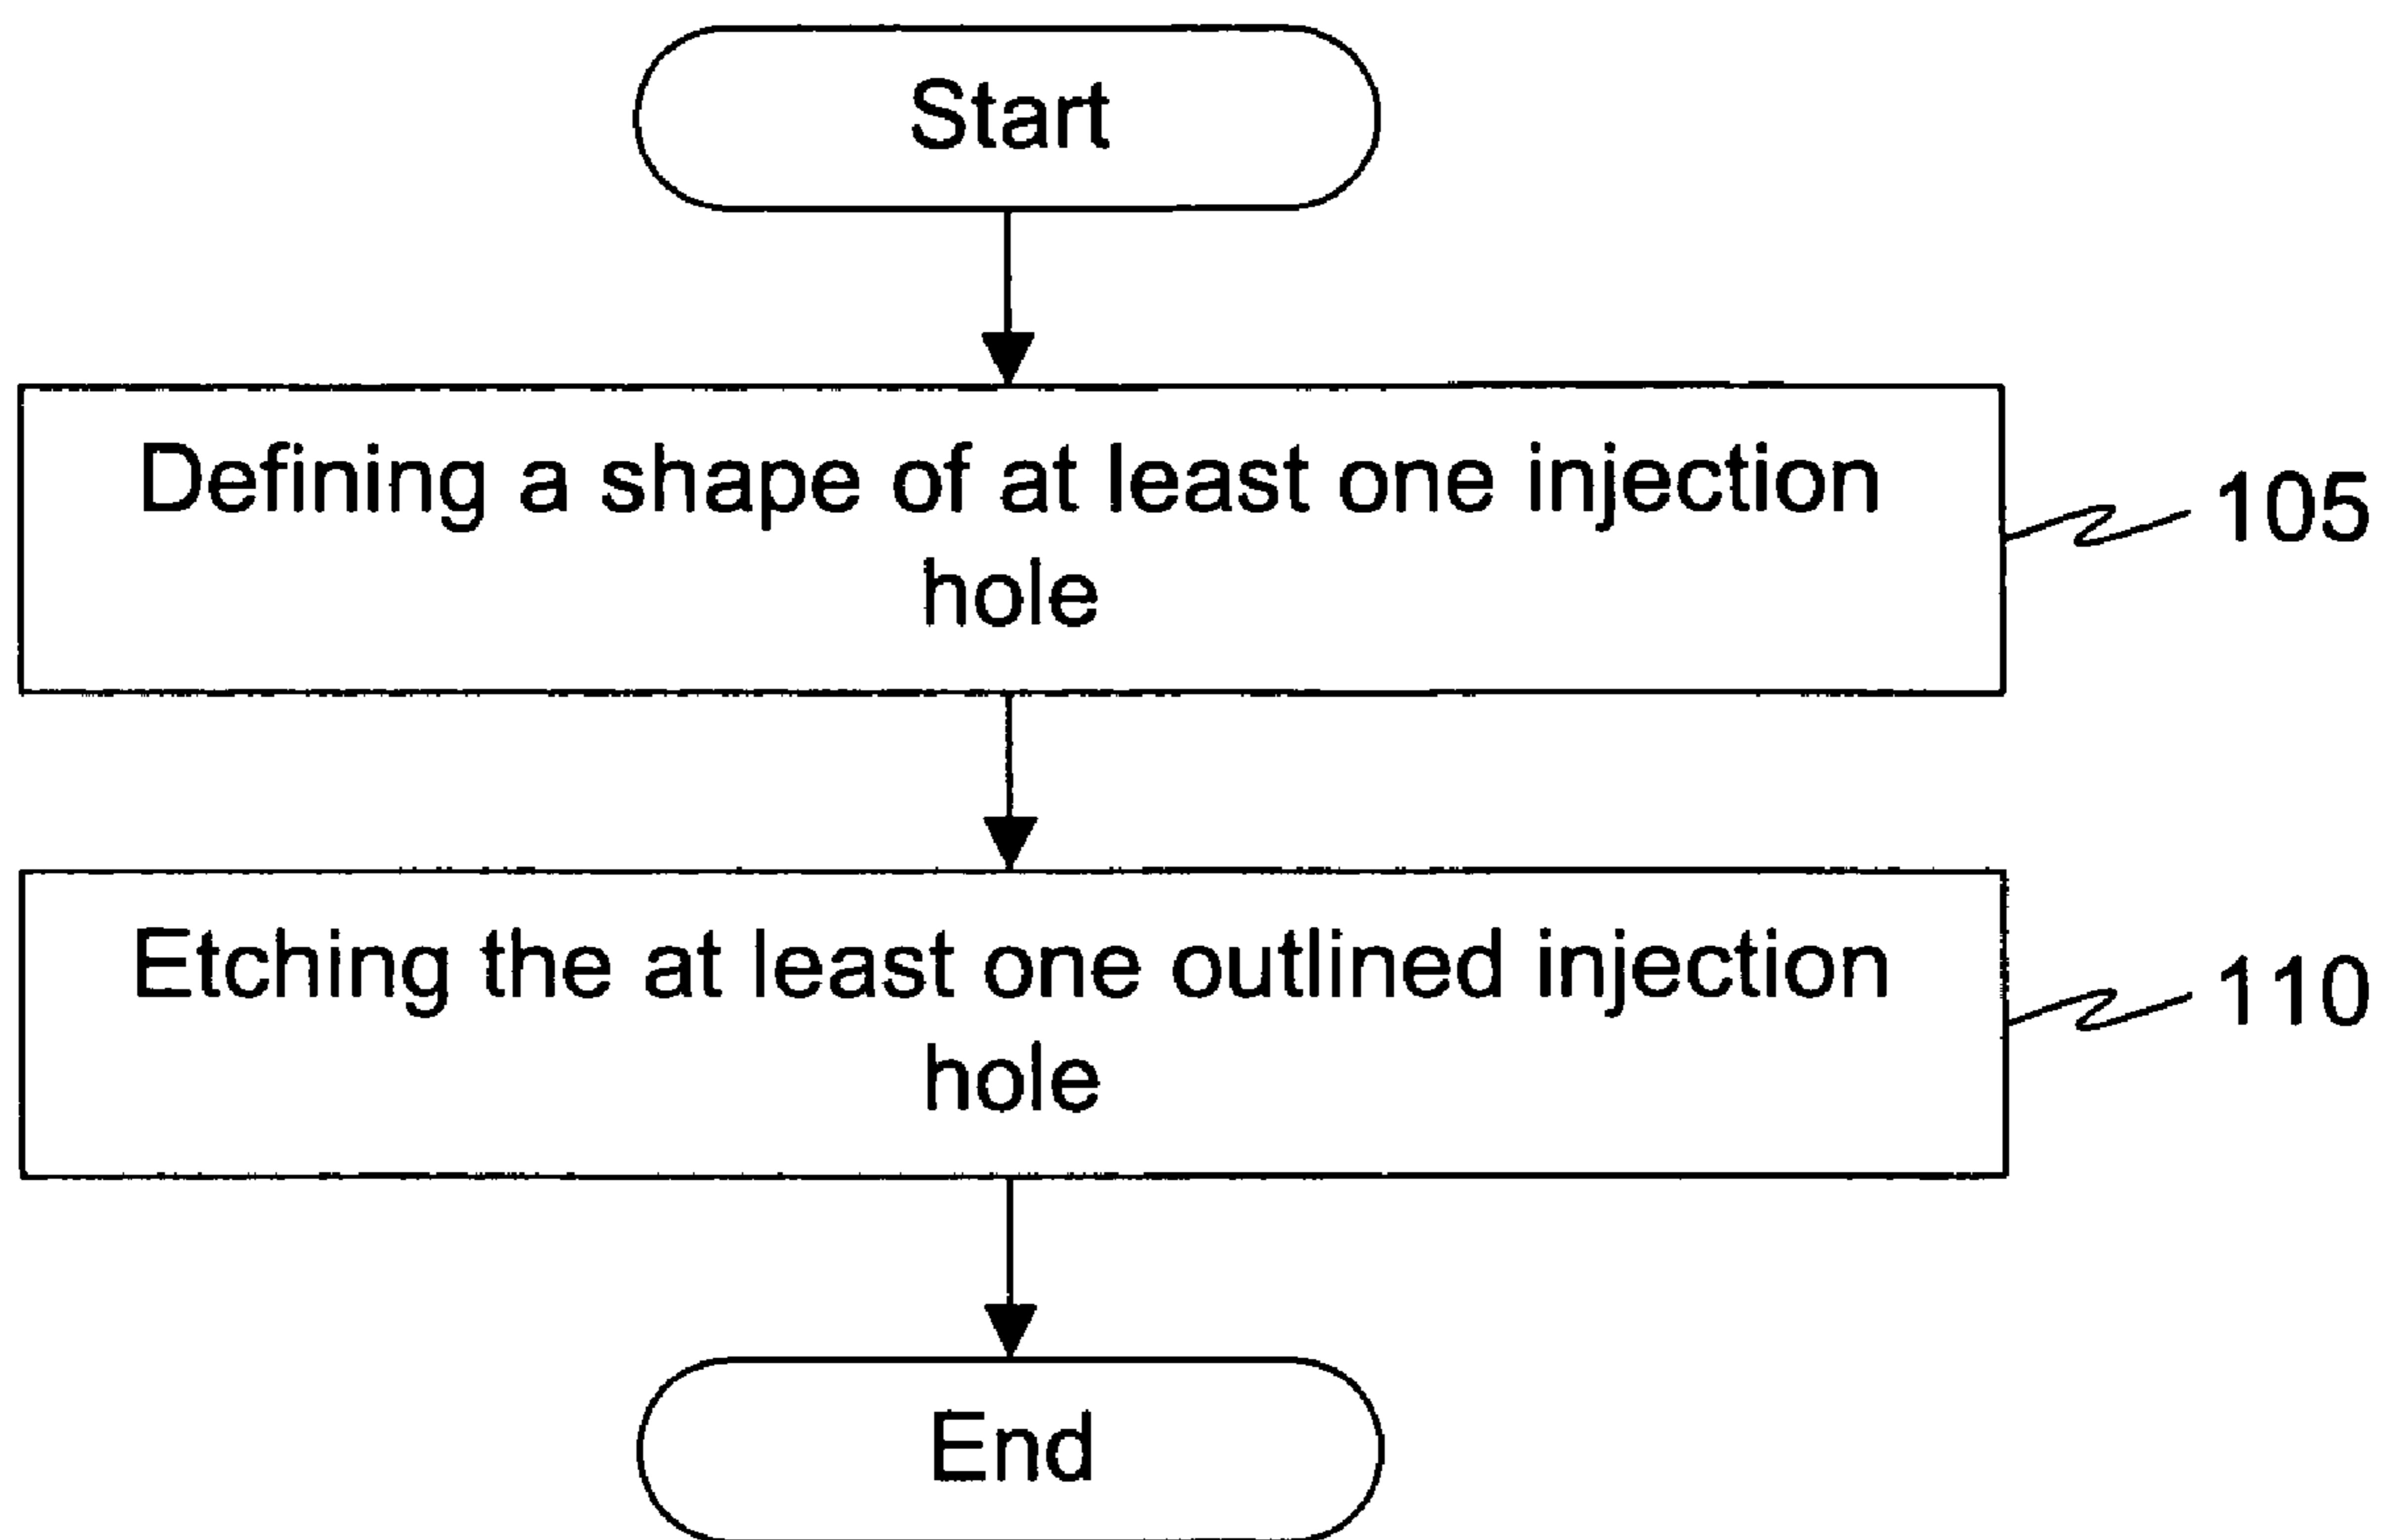 Start
Defining a shape of at least one injection
hole
105
Etching the at least one outlined injection
hole
110
End